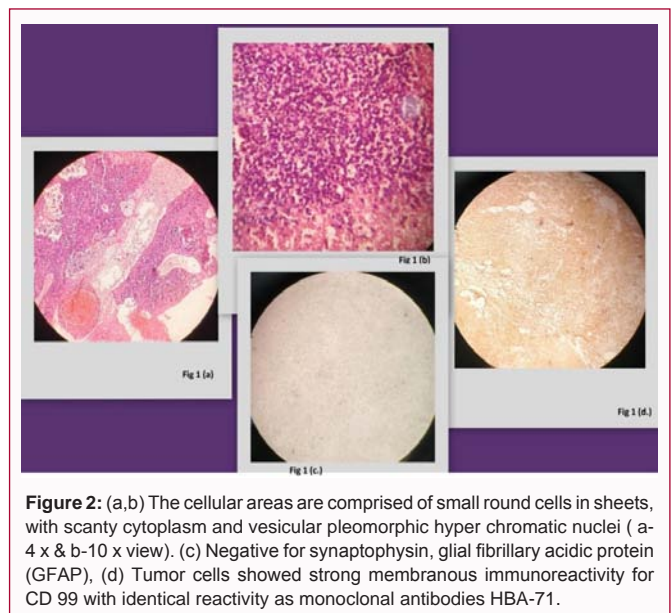 Fig 1 (b)
Fig 1 (a)
Fig 1 (d.)
Fig 1 (c.)
Figure 2: (a,b) The cellular areas are comprised of small round cells in sheets,
with scanty cytoplasm and vesicular pleomorphic hyper chromatic nuclei ( a-
4 x & b-10 x view). (c) Negative for synaptophysin, glial fibrillary acidic protein
(GFAP), (d) Tumor cells showed strong membranous immunoreactivity for
CD 99 with identical reactivity as monoclonal antibodies HBA-71.